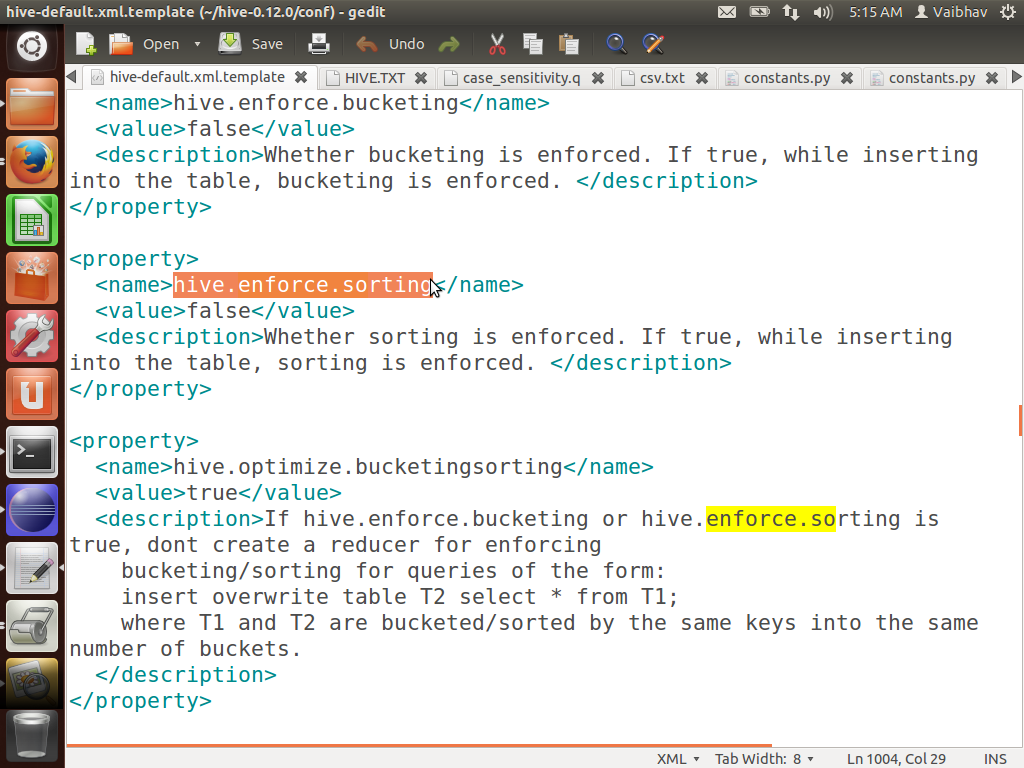 hive-default.xml.template (~/hive-0.12.0/conf) - gedit
5:15 AM Vaibhav
Open Save Undo
hive-default.xml.template HIVE.TXT case_sensitivity.q csv.txt constants.py constants.py
<name>hive.enforce.bucketing</name>
<value>false</value>
<description>Whether bucketing is enforced. If true, while inserting
into the table, bucketing is enforced. </description>
</property>
<property>
<name>hive.enforce.sorting</name>
<value>false</value>
<description>Whether sorting is enforced. If true, while inserting
into the table, sorting is enforced. </description>
</property>
<property>
<name>hive.optimize.bucketingsorting</name>
<value>true</value>
<description>If hive.enforce.bucketing or hive.enforce.sorting is
true, dont create a reducer for enforcing
bucketing/sorting for queries of the form:
insert overwrite table T2 select * from T1;
where T1 and T2 are bucketed/sorted by the same keys into the same
number of buckets.
</description>
</property>
XML Tab Width: 8 Ln 1004, Col 29 INS